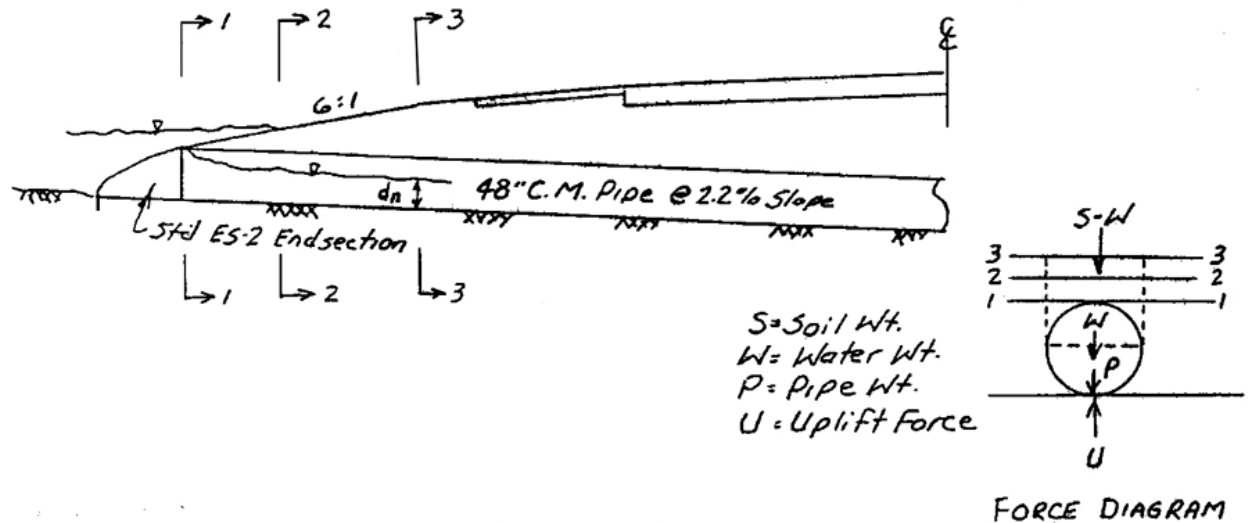 1
2
3
℄
6:1
dn
48" C.M. Pipe @ 2.2% Slope
Std ES-2 Endsection
1
2
3
S-W
3
3
2
2
1
1
W
P
U
S=Soil Wt.
W= Water Wt.
P= Pipe Wt.
U = Uplift Force
FORCE DIAGRAM